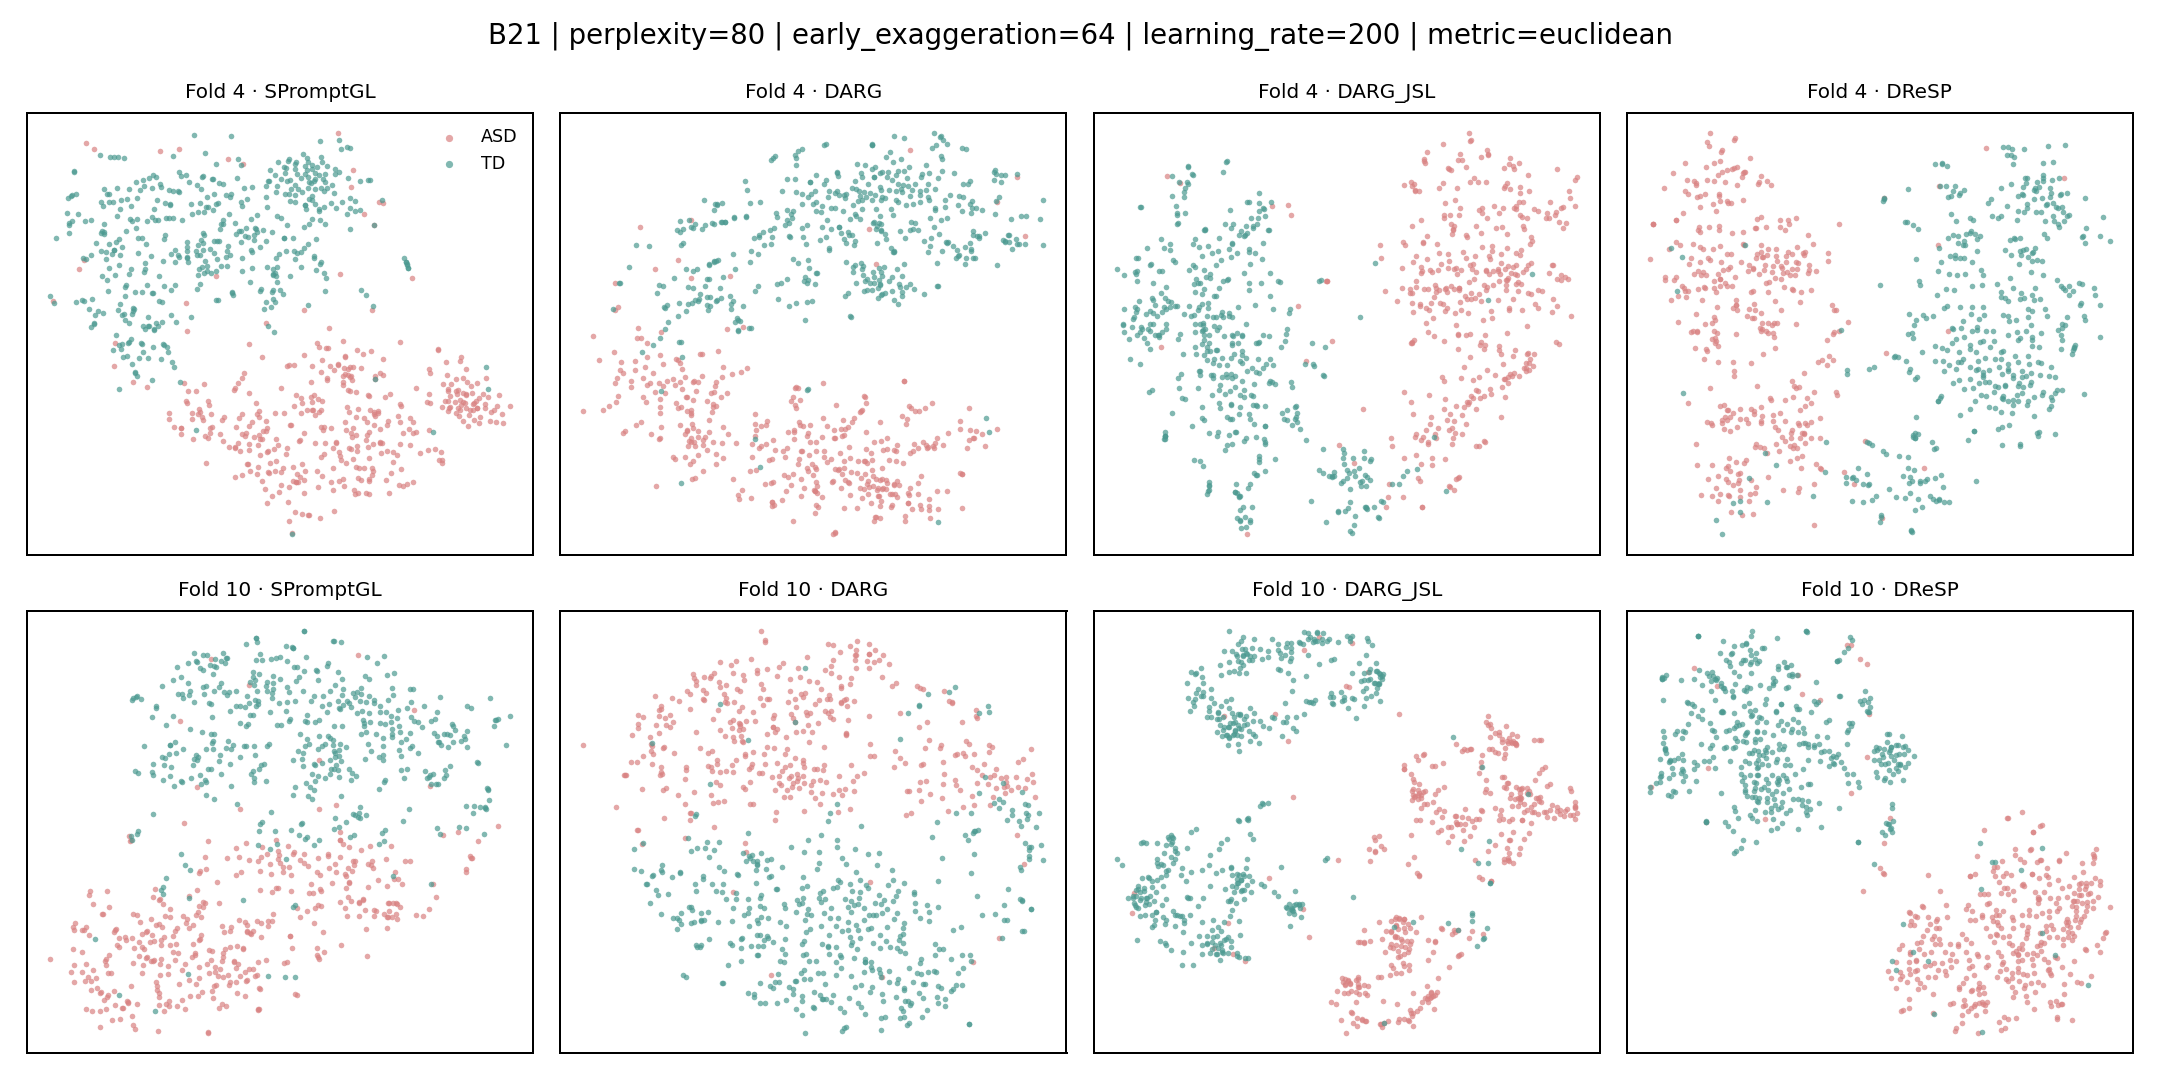 B21 | perplexity=80 | early_exaggeration=64 | learning_rate=200 | metric=euclidean
Fold 4 · SPromptGL
Fold 4 · DARG
Fold 4 · DARG_JSL
Fold 4 · DReSP
ASD
TD
Fold 10 · SPromptGL
Fold 10 · DARG
Fold 10 · DARG_JSL
Fold 10 · DReSP